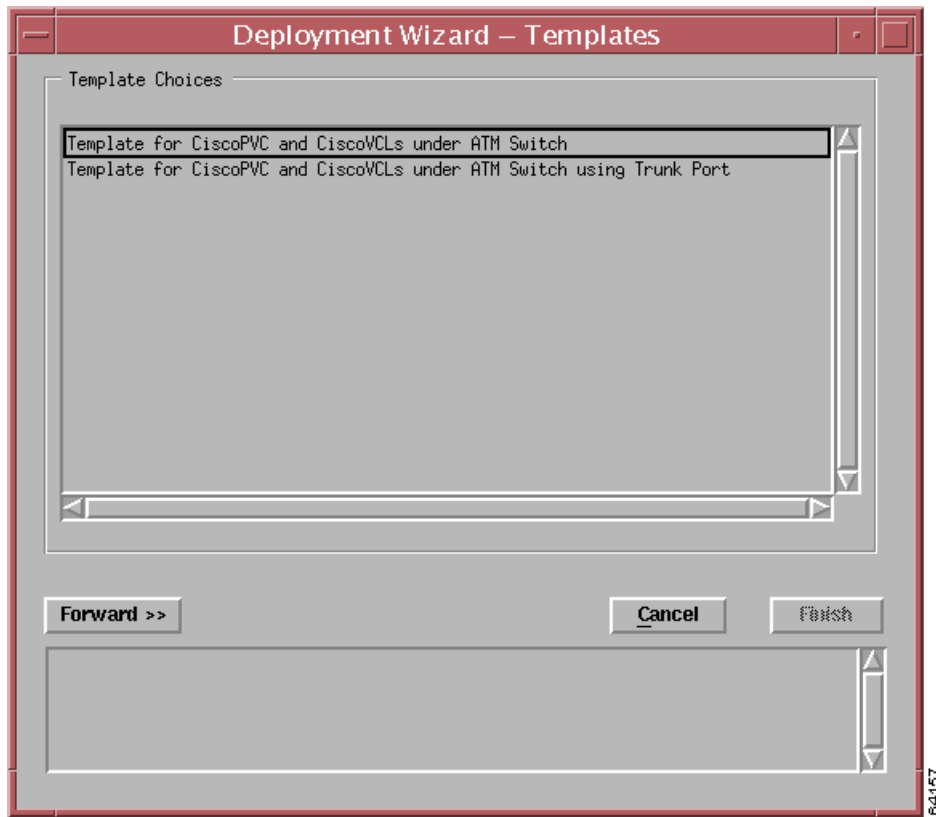 Deployment Wizard – Templates
Template Choices
Template for CiscoPVC and CiscoVCLs under ATM Switch
Template for CiscoPVC and CiscoVCLs under ATM Switch using Trunk Port
Forward >>
Cancel
Finish
64157